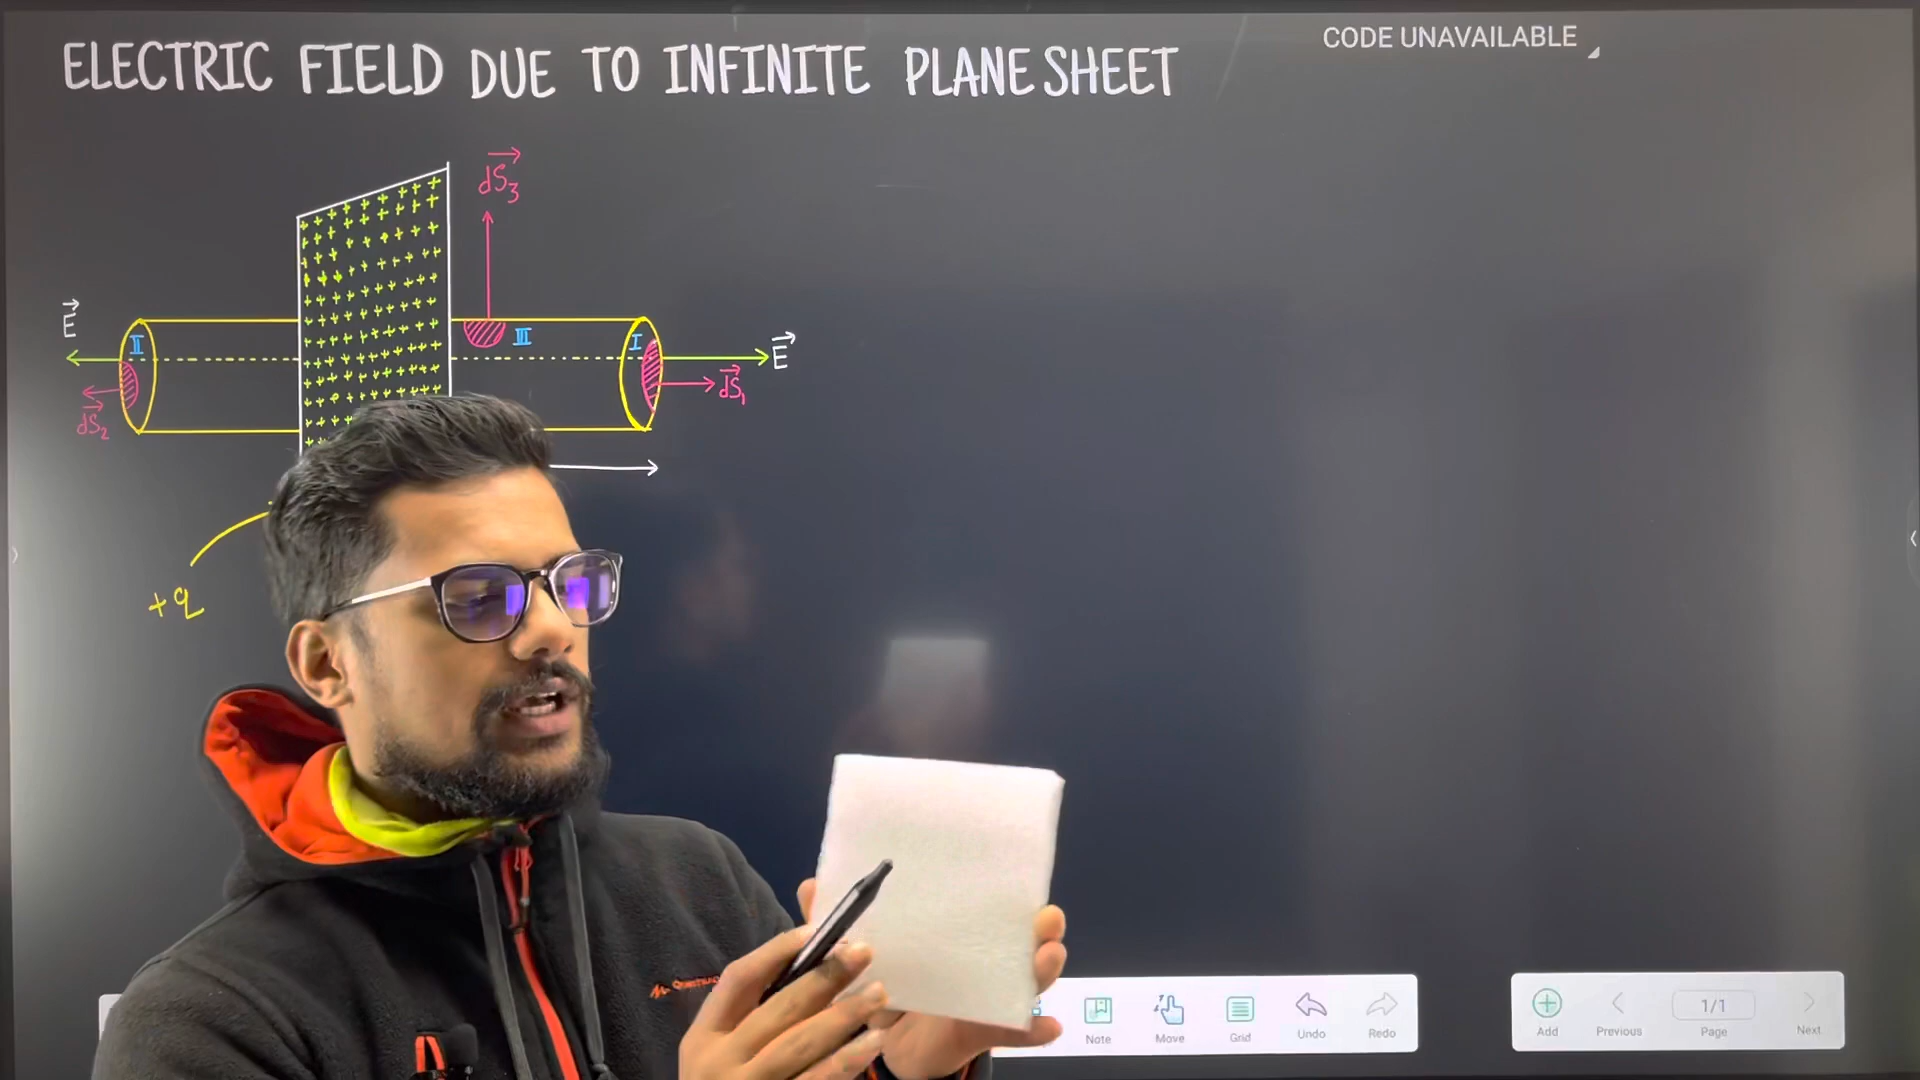 ELECTRIC FIELD DUE TO INFINITE PLANE SHEET
CODE UNAVAILABLE
dS₃
E
II
III
I
E
dS₁
dS₂
+q
Note
Move
Grid
Undo
Redo
Add
Previous
1/1
Page
Next